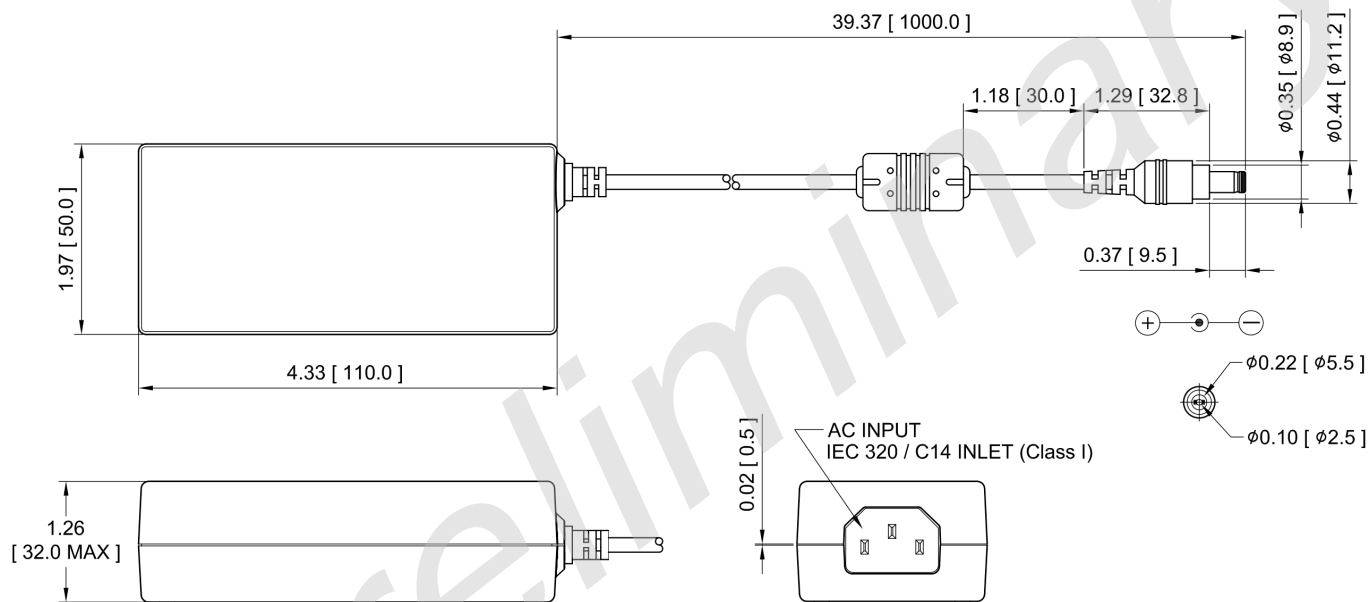 39.37 [ 1000.0 ]
1.18 [ 30.0 ]
1.29 [ 32.8 ]
ϕ0.35 [ ϕ8.9 ]
ϕ0.44 [ ϕ11.2 ]
1.97 [ 50.0 ]
0.37 [ 9.5 ]
4.33 [ 110.0 ]
+
−
ϕ0.22 [ ϕ5.5 ]
ϕ0.10 [ ϕ2.5 ]
1.26
[ 32.0 MAX ]
0.02 [ 0.5 ]
AC INPUT
IEC 320 / C14 INLET (Class I)
reliminary